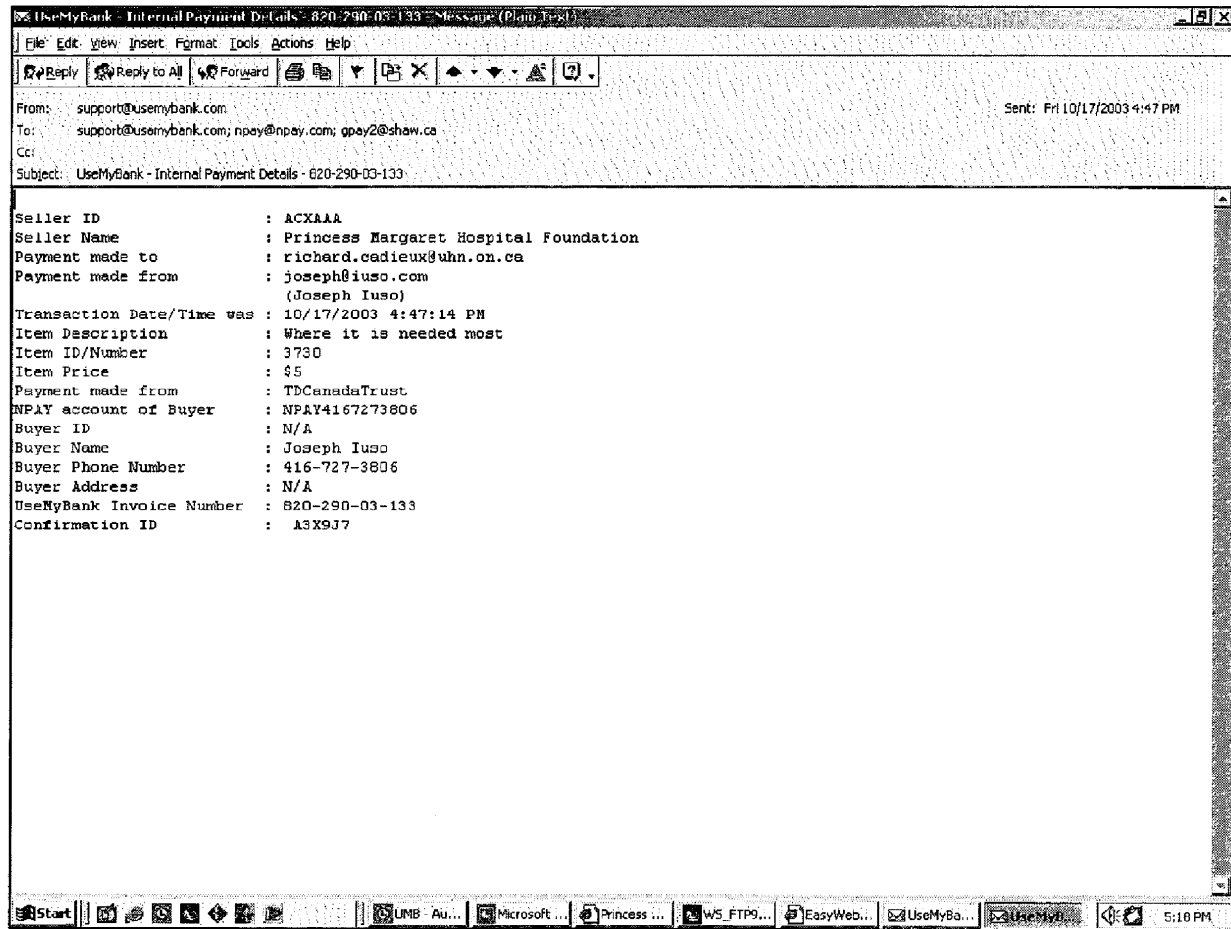 UseMyBank - Internal Payment Details - 820-290-03-133 - Message (Plain Text)
File Edit View Insert Format Tools Actions Help
Reply Reply to All Forward
From: support@usemybank.com Sent: Fri 10/17/2003 4:47 PM
To: support@usemybank.com; npay@npay.com; gpay2@shaw.ca
Cc:
Subject: UseMyBank - Internal Payment Details - 820-290-03-133
Seller ID : ACXAAA
Seller Name : Princess Margaret Hospital Foundation
Payment made to : richard.cadieux@uhn.on.ca
Payment made from : joseph@iuso.com
(Joseph Iuso)
Transaction Date/Time was : 10/17/2003 4:47:14 PM
Item Description : Where it is needed most
Item ID/Number : 3730
Item Price : $5
Payment made from : TDCanadaTrust
NPAY account of Buyer : NPAY4167273806
Buyer ID : N/A
Buyer Name : Joseph Iuso
Buyer Phone Number : 416-727-3806
Buyer Address : N/A
UseMyBank Invoice Number : 820-290-03-133
Confirmation ID : A3X9J7
Start UMB - Au... Microsoft ... Princess ... WS_FTP9... EasyWeb... UseMyBa... UseMyB... 5:18 PM